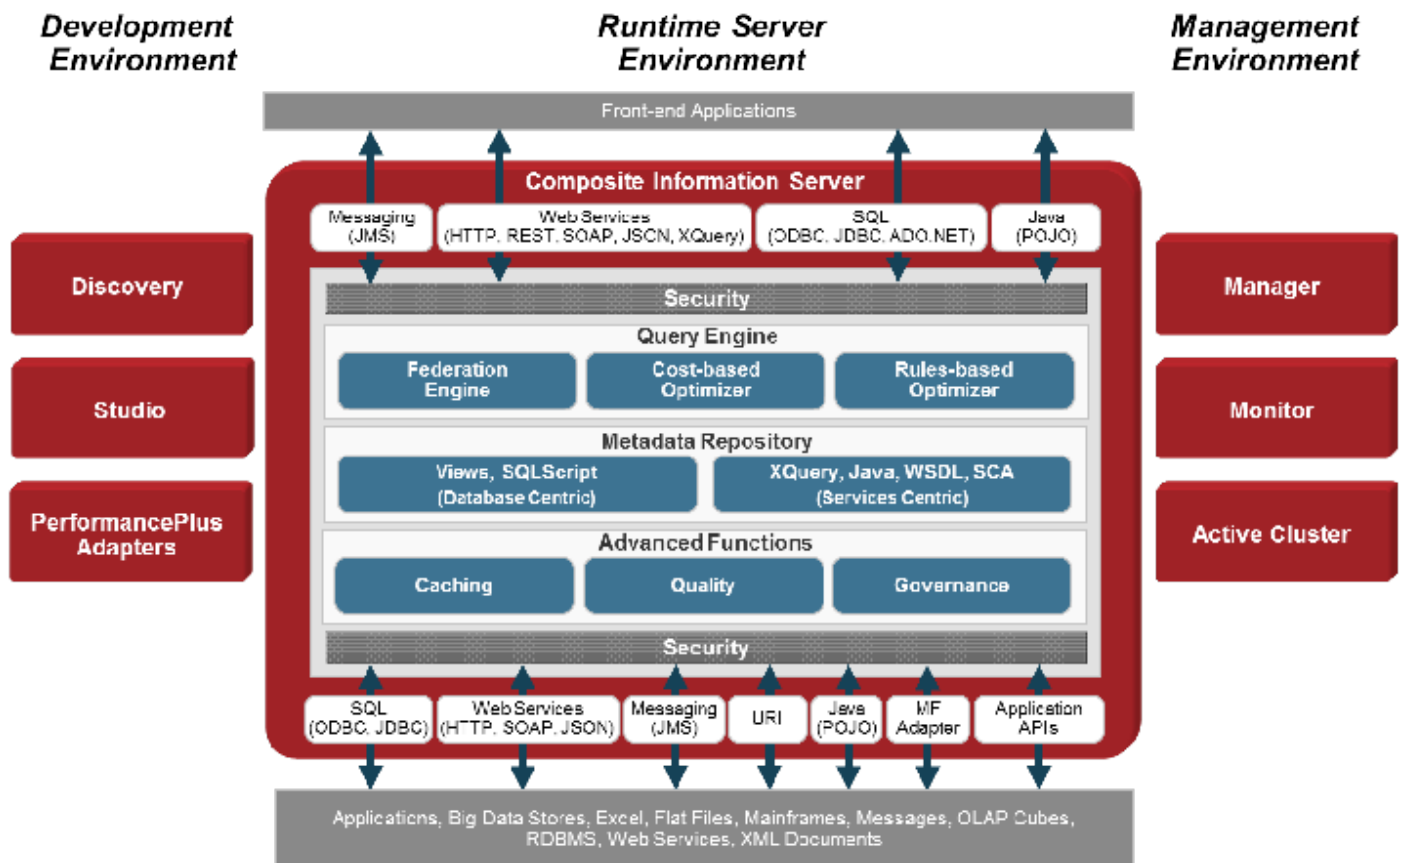 Development
Environment
Runtime Server
Environment
Management
Environment
Front-end Applications
Composite Information Server
Messaging
(JMS)
Web Services
(HTTP, REST, SOAP, JSON, XQuery)
SQL
(ODBC, JDBC, ADO.NET)
Java
(POJO)
Discovery
Studio
PerformancePlus
Adapters
Security
Query Engine
Federation
Engine
Cost-based
Optimizer
Rules-based
Optimizer
Metadata Repository
Views, SQLScript
(Database Centric)
XQuery, Java, WSDL, SCA
(Services Centric)
Advanced Functions
Caching
Quality
Governance
Security
Manager
Monitor
Active Cluster
SQL
(ODBC, JDBC)
Web Services
(HTTP, SOAP, JSON)
Messaging
(JMS)
URI
Java
(POJO)
MF
Adapter
Application
APIs
Applications, Big Data Stores, Excel, Flat Files, Mainframes, Messages, OLAP Cubes,
RDBMS, Web Services, XML Documents